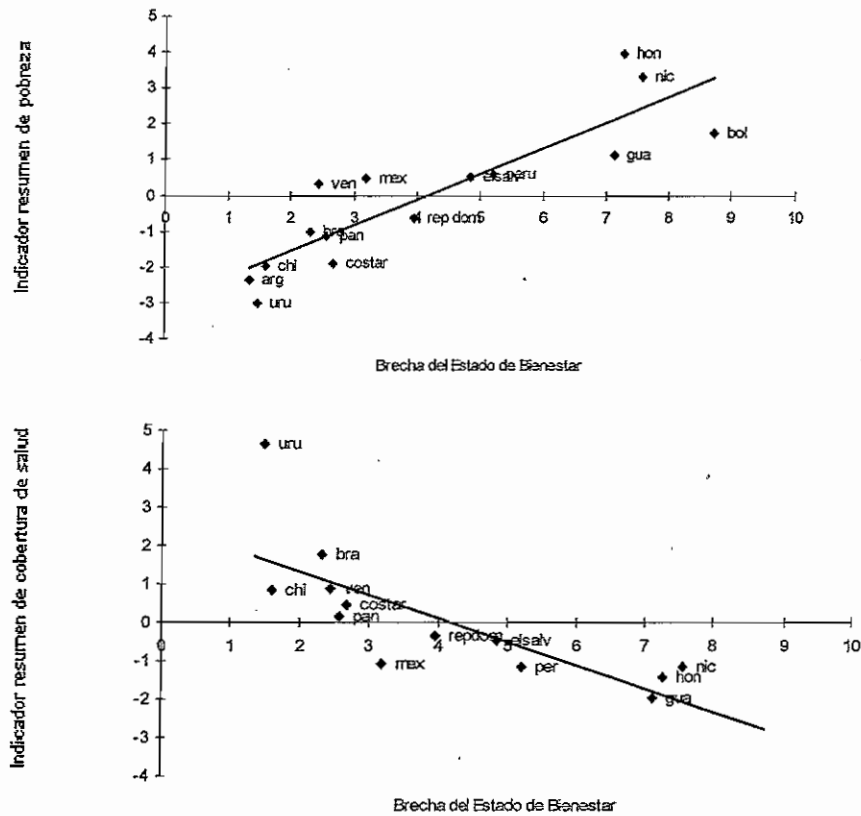 Indicador resumen de pobreza
5
4
3
2
1
0
-1
-2
-3
-4
0 1 2 3 4 5 6 7 8 9 10
hon
nic
bol
gua
elsalv
peru
mex
ven
rep dom
bra
pan
costar
chi
arg
uru
Brecha del Estado de Bienestar
Indicador resumen de cobertura de salud
5
4
3
2
1
0
-1
-2
-3
-4
0 1 2 3 4 5 6 7 8 9 10
uru
bra
chi
ven
costar
pan
repdom
elsalv
mex
per
nic
hon
gua
Brecha del Estado de Bienestar